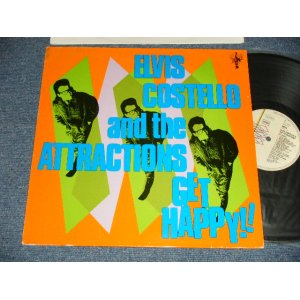 ELVIS
COSTELLO
and the
ATTRACTIONS
GET
HAPPY!!